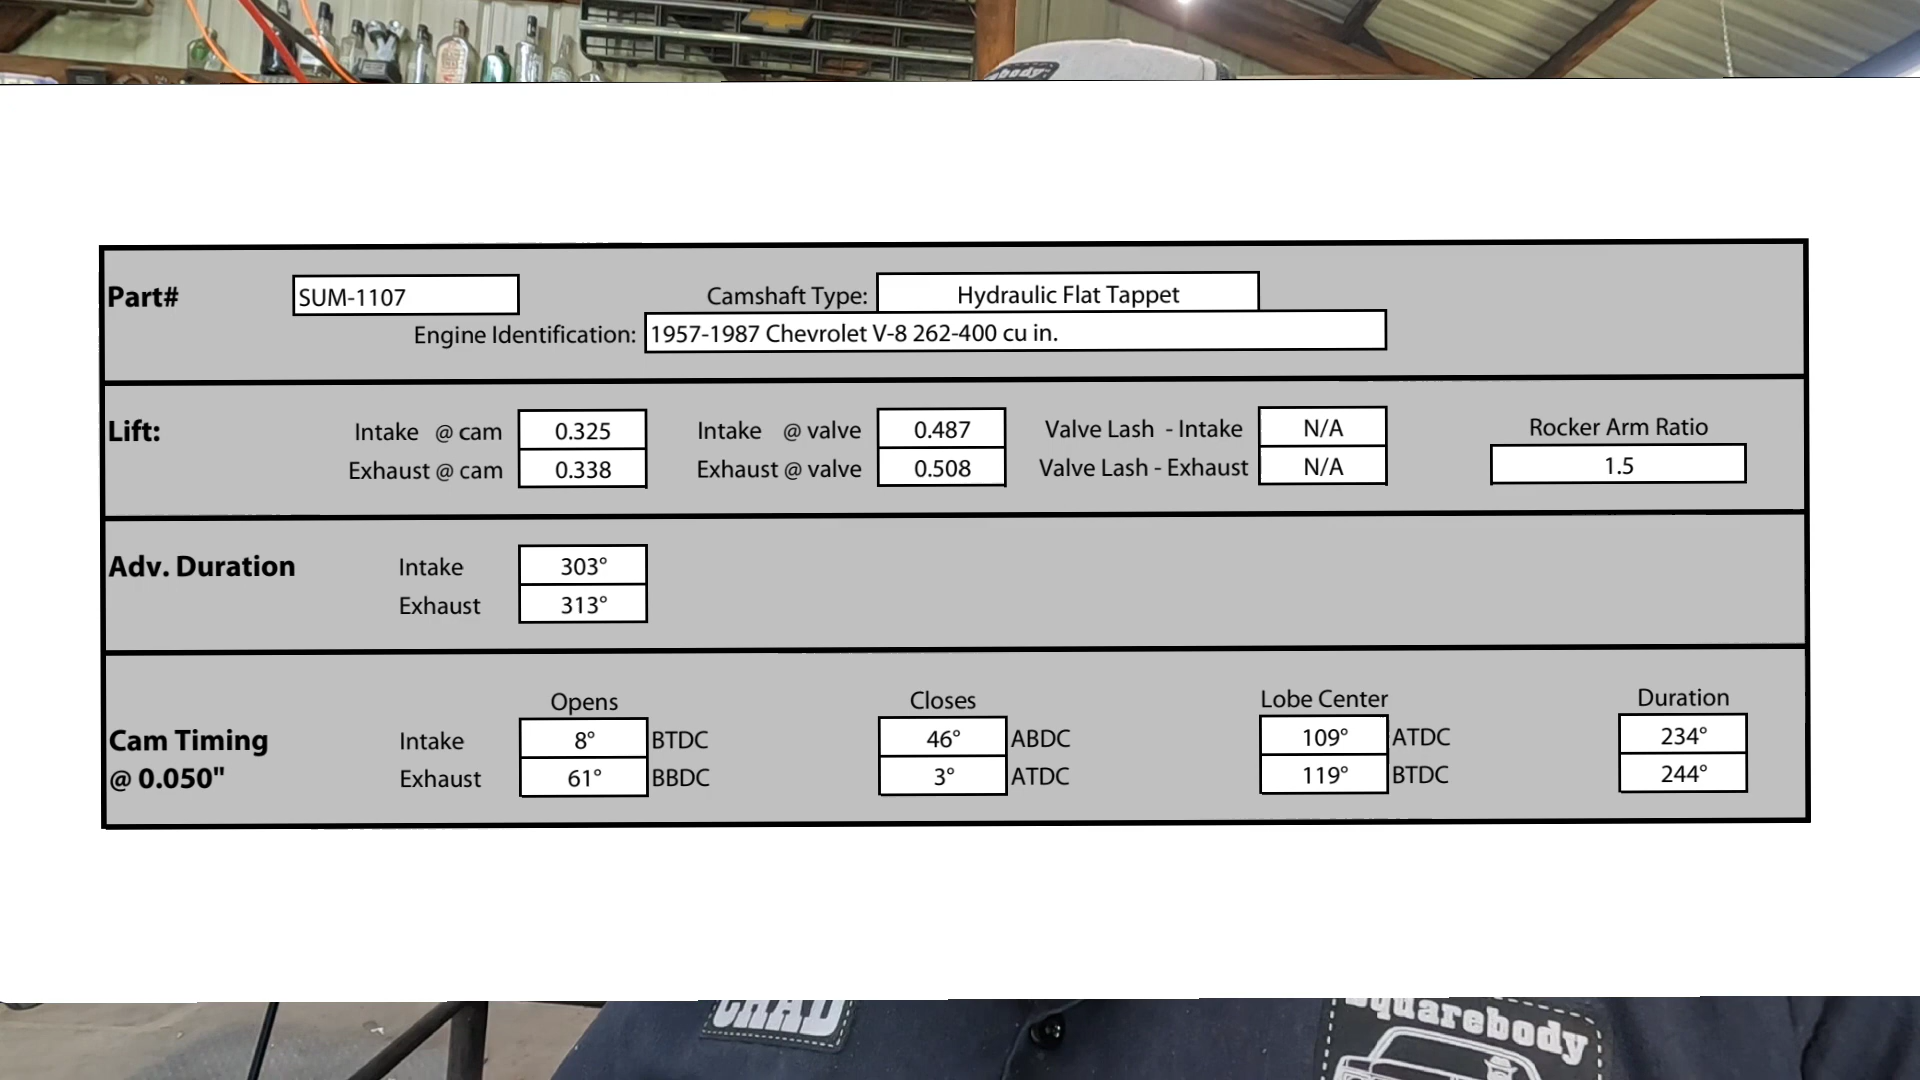 body
Part# SUM-1107 Camshaft Type: Hydraulic Flat Tappet
Engine Identification: 1957-1987 Chevrolet V-8 262-400 cu in.
Lift: Intake @ cam 0.325 Intake @ valve 0.487 Valve Lash - Intake N/A Rocker Arm Ratio
Exhaust @ cam 0.338 Exhaust @ valve 0.508 Valve Lash - Exhaust N/A 1.5
Adv. Duration Intake 303°
Exhaust 313°
Opens Closes Lobe Center Duration
Cam Timing Intake 8° BTDC 46° ABDC 109° ATDC 234°
@ 0.050" Exhaust 61° BBDC 3° ATDC 119° BTDC 244°
CHAD
squarebody